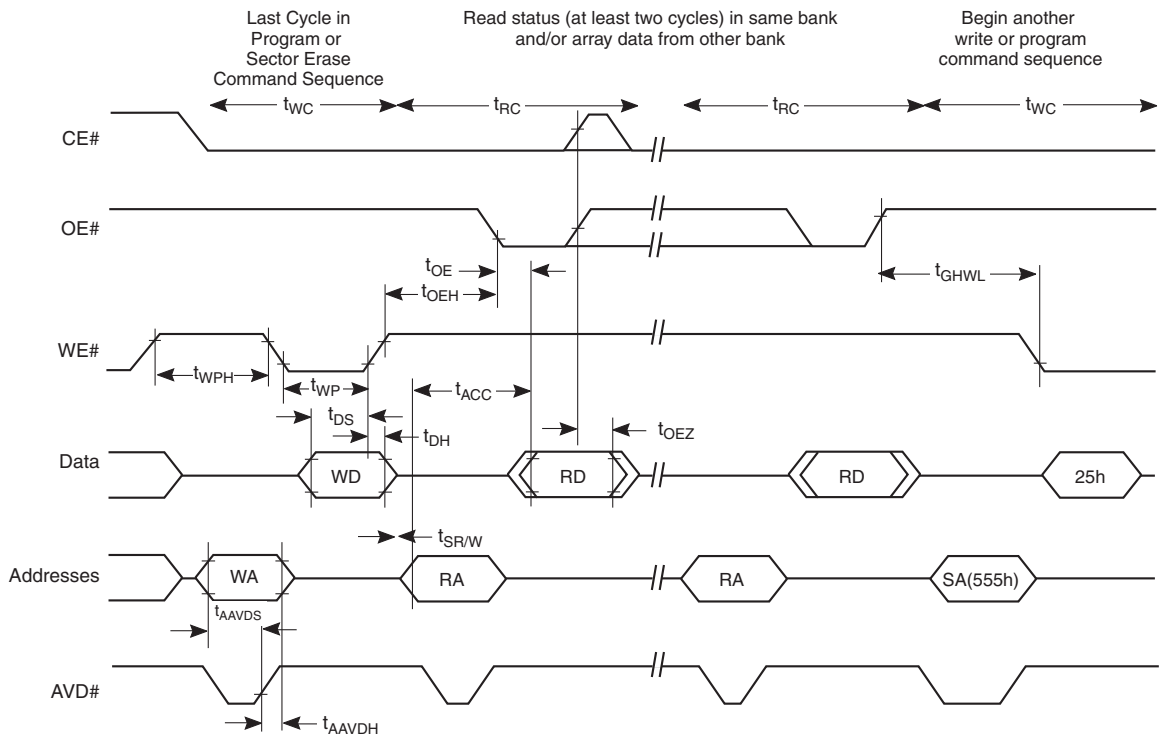 Last Cycle in
Program or
Sector Erase
Command Sequence
Read status (at least two cycles) in same bank
and/or array data from other bank
Begin another
write or program
command sequence
tWC
tRC
tRC
tWC
CE#
OE#
tOE
tOEH
tGHWL
WE#
tWPH
tWP
tACC
tDS
tDH
tOEZ
Data
WD
RD
RD
25h
tSR/W
Addresses
WA
RA
RA
SA(555h)
tAAVDS
AVD#
tAAVDH